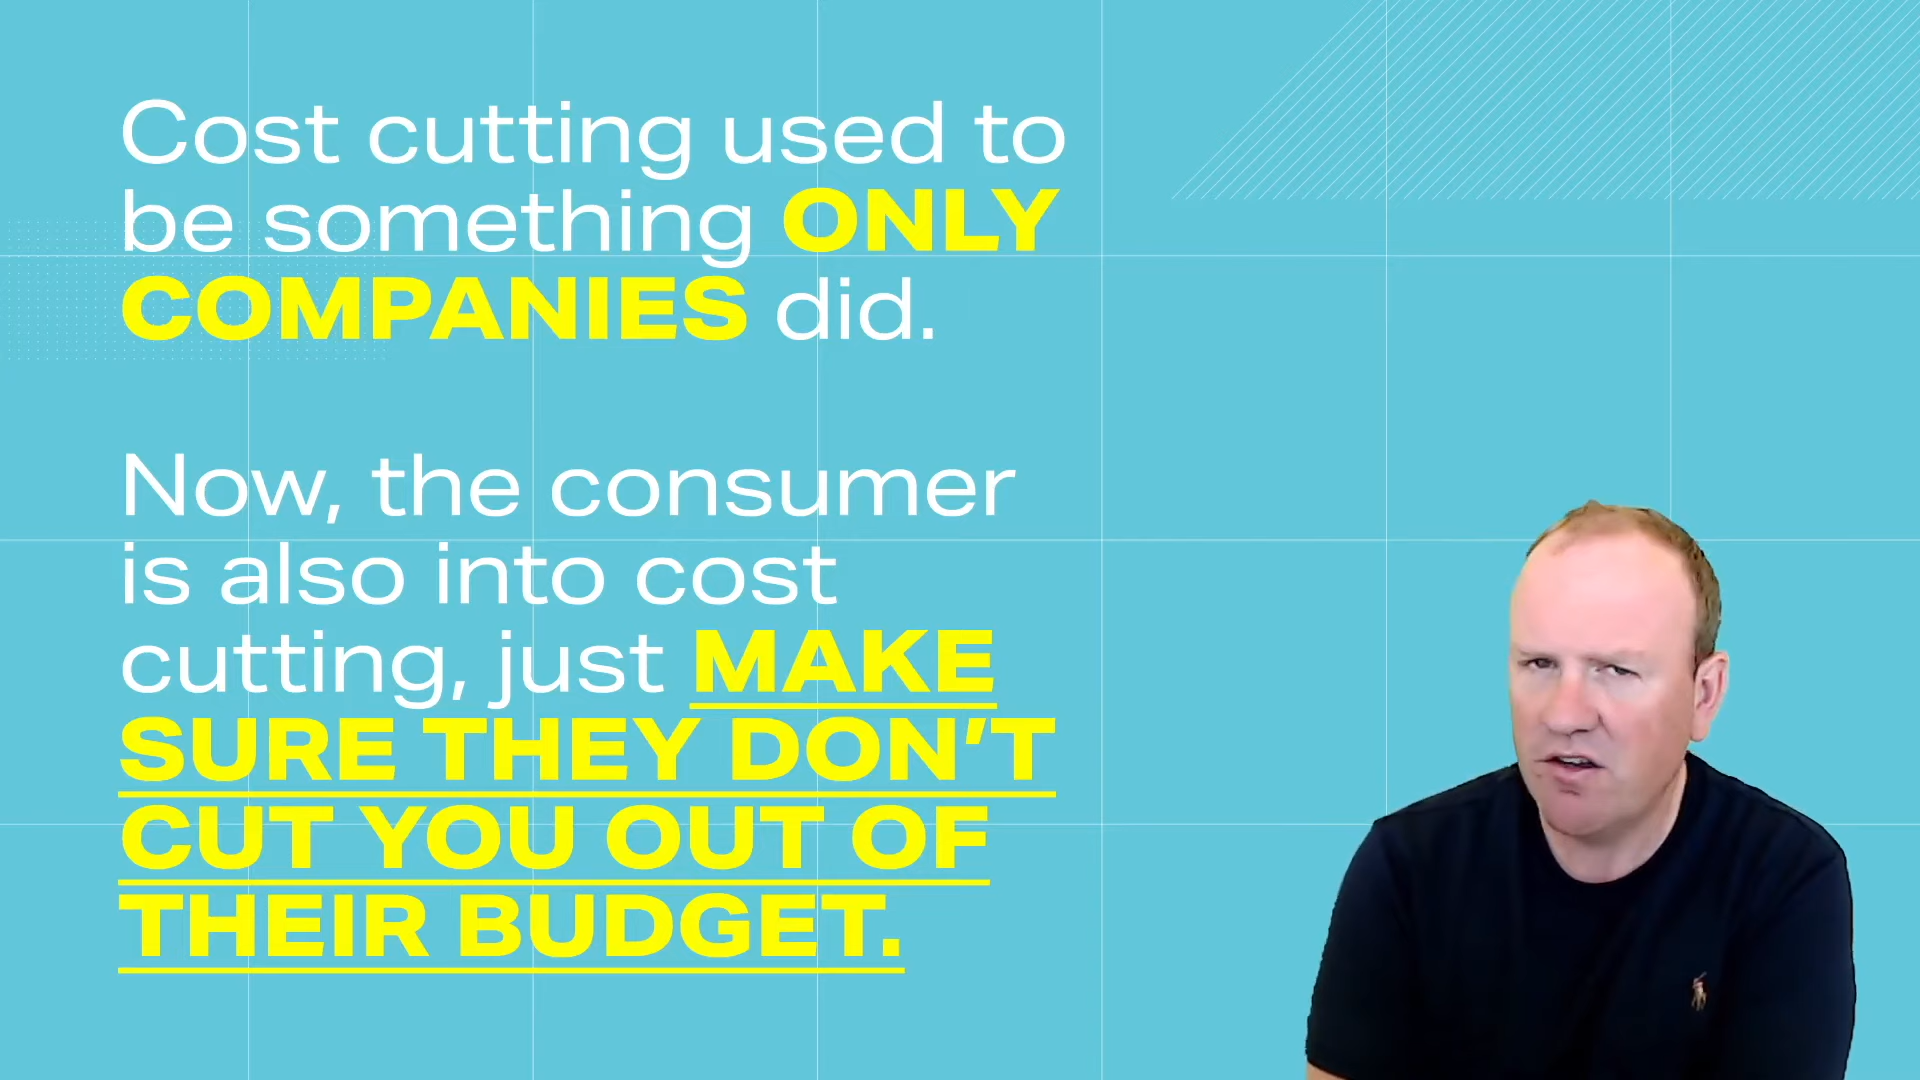 Cost cutting used to
be something ONLY
COMPANIES did.
Now, the consumer
is also into cost
cutting, just MAKE
SURE THEY DON’T
CUT YOU OUT OF
THEIR BUDGET.